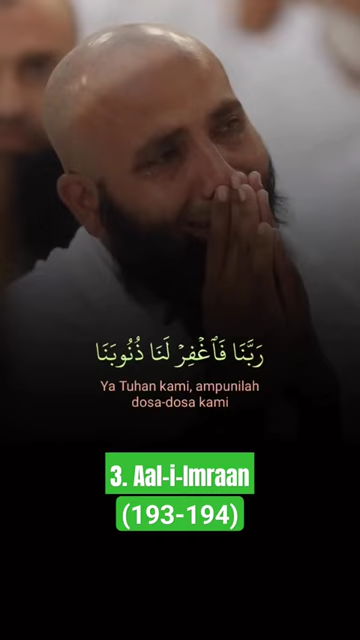 رَبَّنَا فَٱغْفِرْ لَنَا ذُنُوبَنَا
Ya Tuhan kami, ampunilah
dosa-dosa kami
3. Aal-i-Imraan
(193-194)